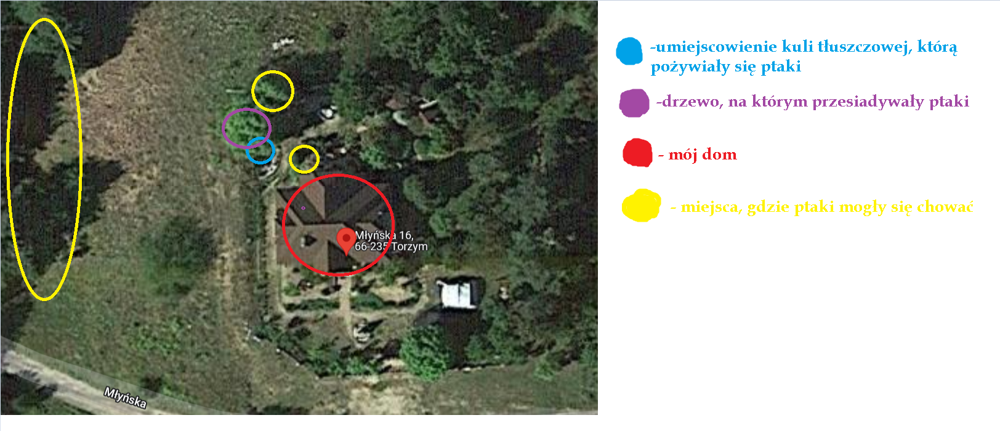 -umiejscowienie kuli tłuszczowej, którą
pożywiały się ptaki
-drzewo, na którym przesiadywały ptaki
- mój dom
- miejsca, gdzie ptaki mogły się chować
Młyńska 16,
66-235 Torzym
Młyńska